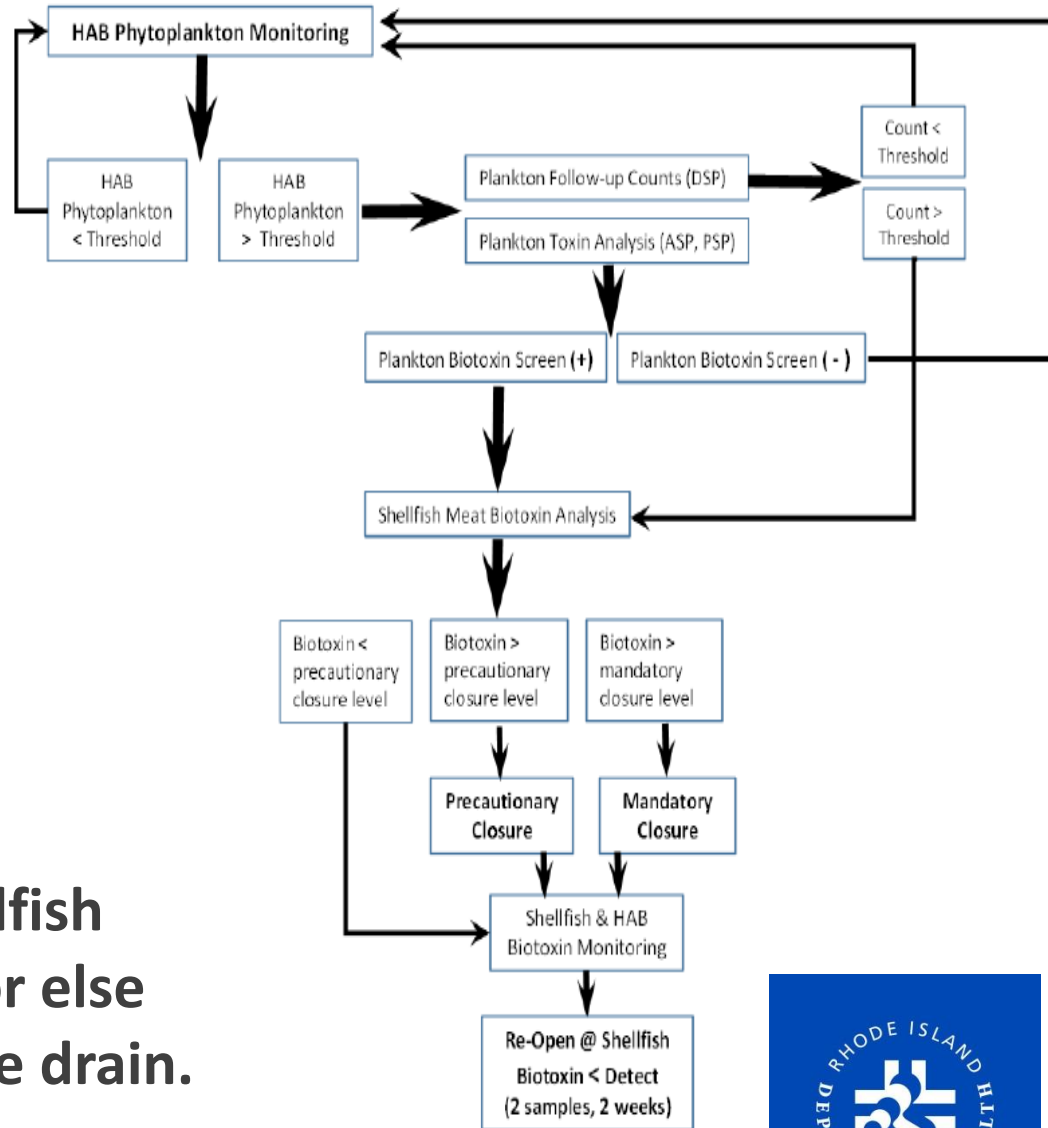 HAB Phytoplankton Monitoring
HAB
Phytoplankton
< Threshold
HAB
Phytoplankton
> Threshold
Plankton Follow-up Counts (DSP)
Plankton Toxin Analysis (ASP, PSP)
Count <
Threshold
Count >
Threshold
Plankton Biotoxin Screen (+)
Plankton Biotoxin Screen ( - )
Shellfish Meat Biotoxin Analysis
Biotoxin <
precautionary
closure level
Biotoxin >
precautionary
closure level
Biotoxin >
mandatory
closure level
Precautionary
Closure
Mandatory
Closure
Shellfish & HAB
Biotoxin Monitoring
Re-Open @ Shellfish
Biotoxin < Detect
(2 samples, 2 weeks)
or else
drain.
RHODE ISLAND